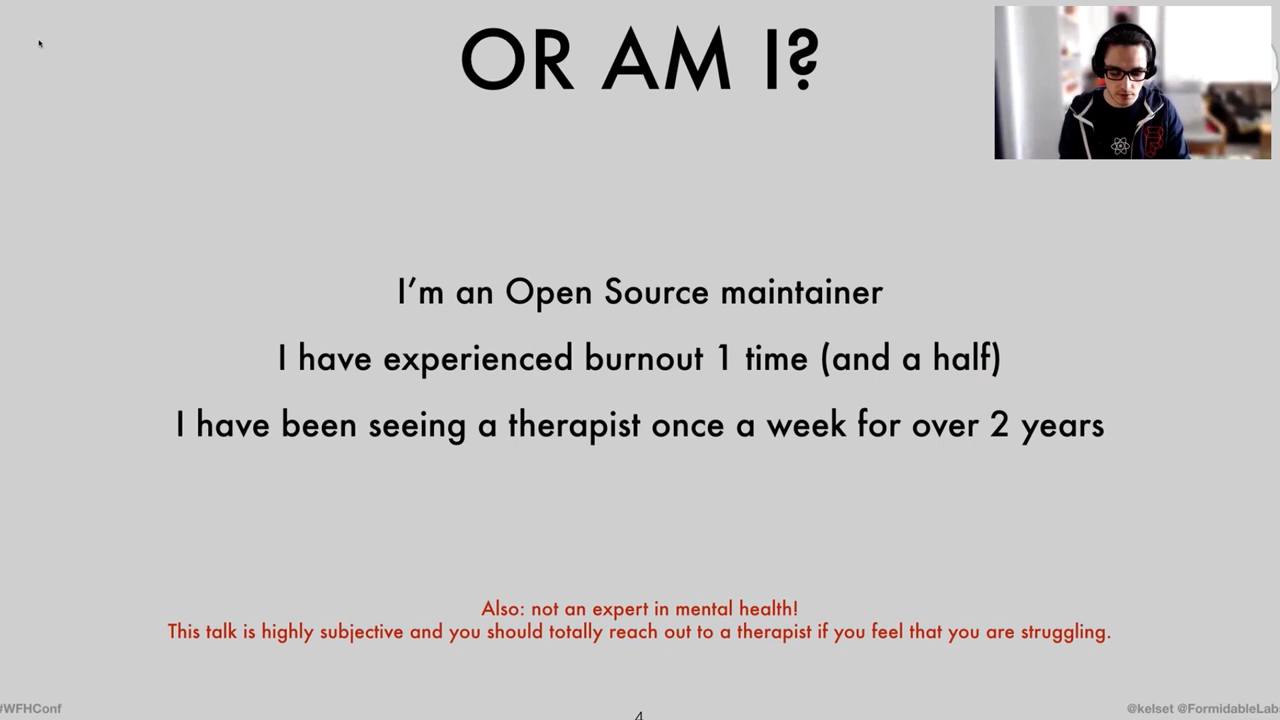 OR AM I?
I’m an Open Source maintainer
I have experienced burnout 1 time (and a half)
I have been seeing a therapist once a week for over 2 years
Also: not an expert in mental health!
This talk is highly subjective and you should totally reach out to a therapist if you feel that you are struggling.
#WFHConf
4
@kelset @FormidableLabs